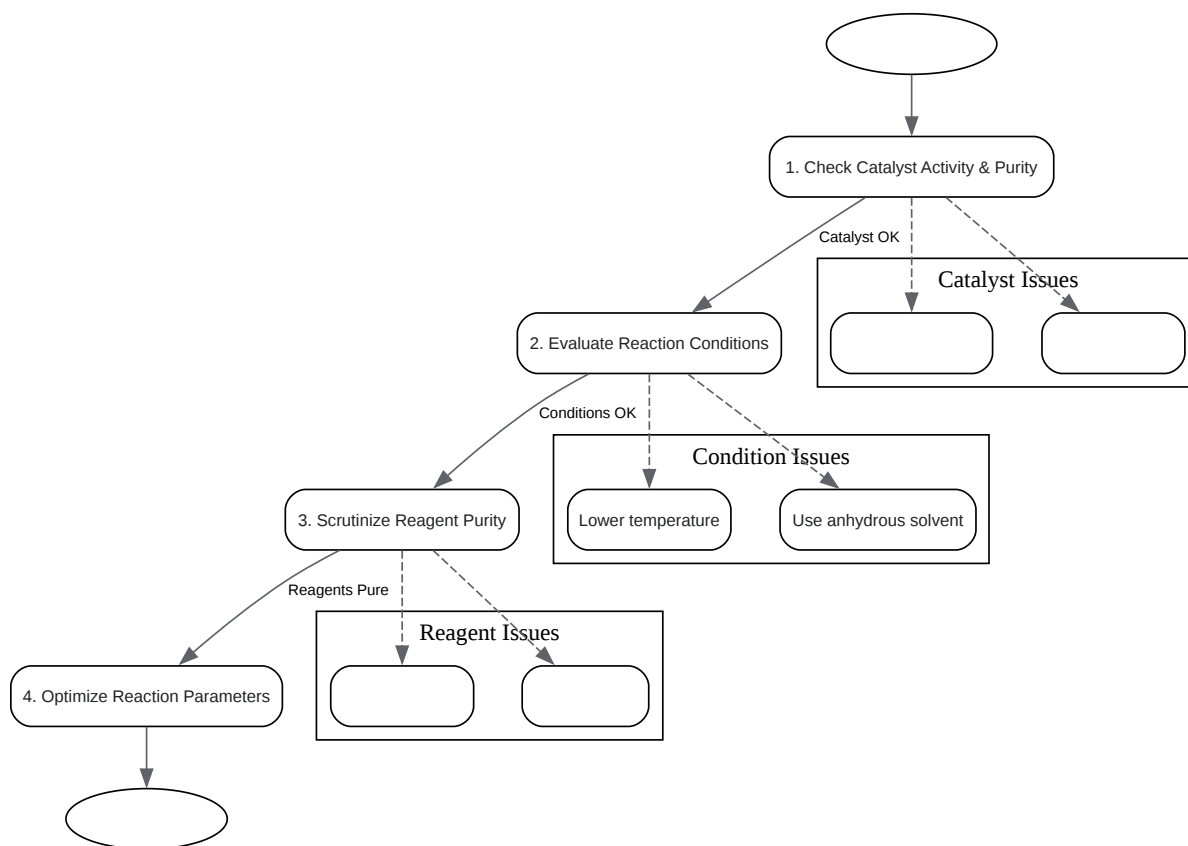 1. Check Catalyst Activity & Purity
Catalyst OK
Catalyst Issues
2. Evaluate Reaction Conditions
Conditions OK
Condition Issues
Lower temperature
Use anhydrous solvent
3. Scrutinize Reagent Purity
Reagents Pure
Reagent Issues
4. Optimize Reaction Parameters